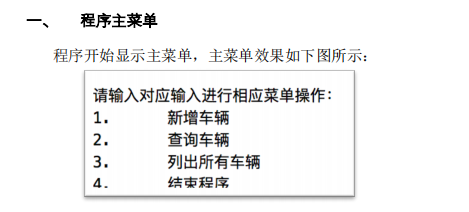 一、 程序主菜单
程序开始显示主菜单，主菜单效果如下图所示：
请输入对应输入进行相应菜单操作：
1. 新增车辆
2. 查询车辆
3. 列出所有车辆
4. 结束程序